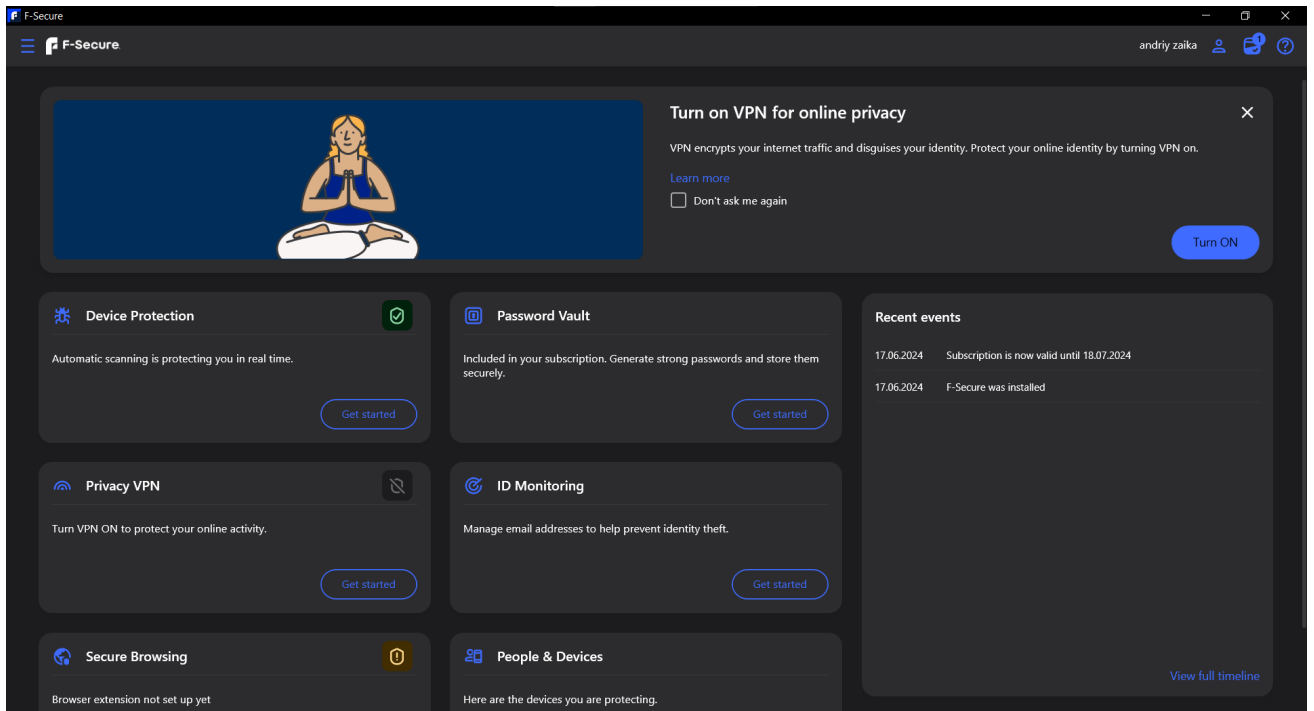 F-Secure
F-Secure
andriy zaika
1
Turn on VPN for online privacy
VPN encrypts your internet traffic and disguises your identity. Protect your online identity by turning VPN on.
Learn more
Don't ask me again
Turn ON
Device Protection
Automatic scanning is protecting you in real time.
Get started
Password Vault
Included in your subscription. Generate strong passwords and store them
securely.
Get started
Privacy VPN
Turn VPN ON to protect your online activity.
Get started
ID Monitoring
Manage email addresses to help prevent identity theft.
Get started
Secure Browsing
Browser extension not set up yet
People & Devices
Here are the devices you are protecting.
Recent events
17.06.2024 Subscription is now valid until 18.07.2024
17.06.2024 F-Secure was installed
View full timeline